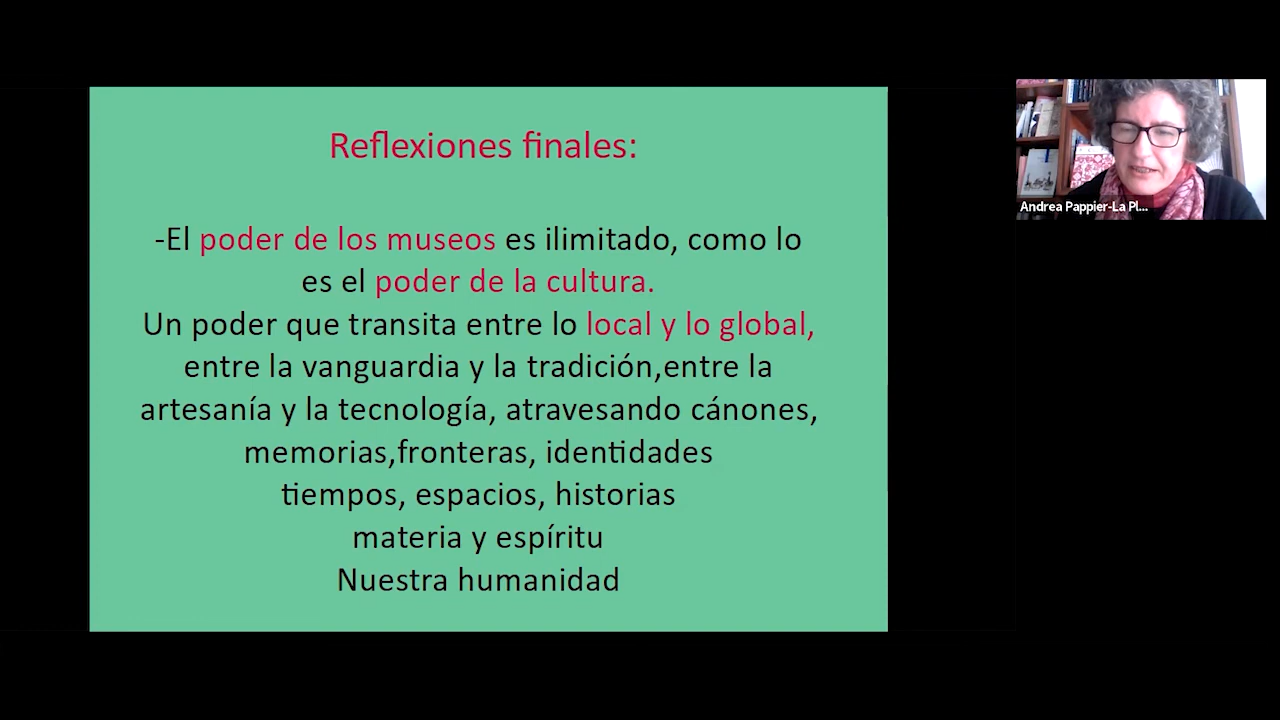 Reflexiones finales:
-El poder de los museos es ilimitado, como lo
es el poder de la cultura.
Un poder que transita entre lo local y lo global,
entre la vanguardia y la tradición,entre la
artesanía y la tecnología, atravesando cánones,
memorias,fronteras, identidades
tiempos, espacios, historias
materia y espíritu
Nuestra humanidad
Andrea Pappier-La Pl...